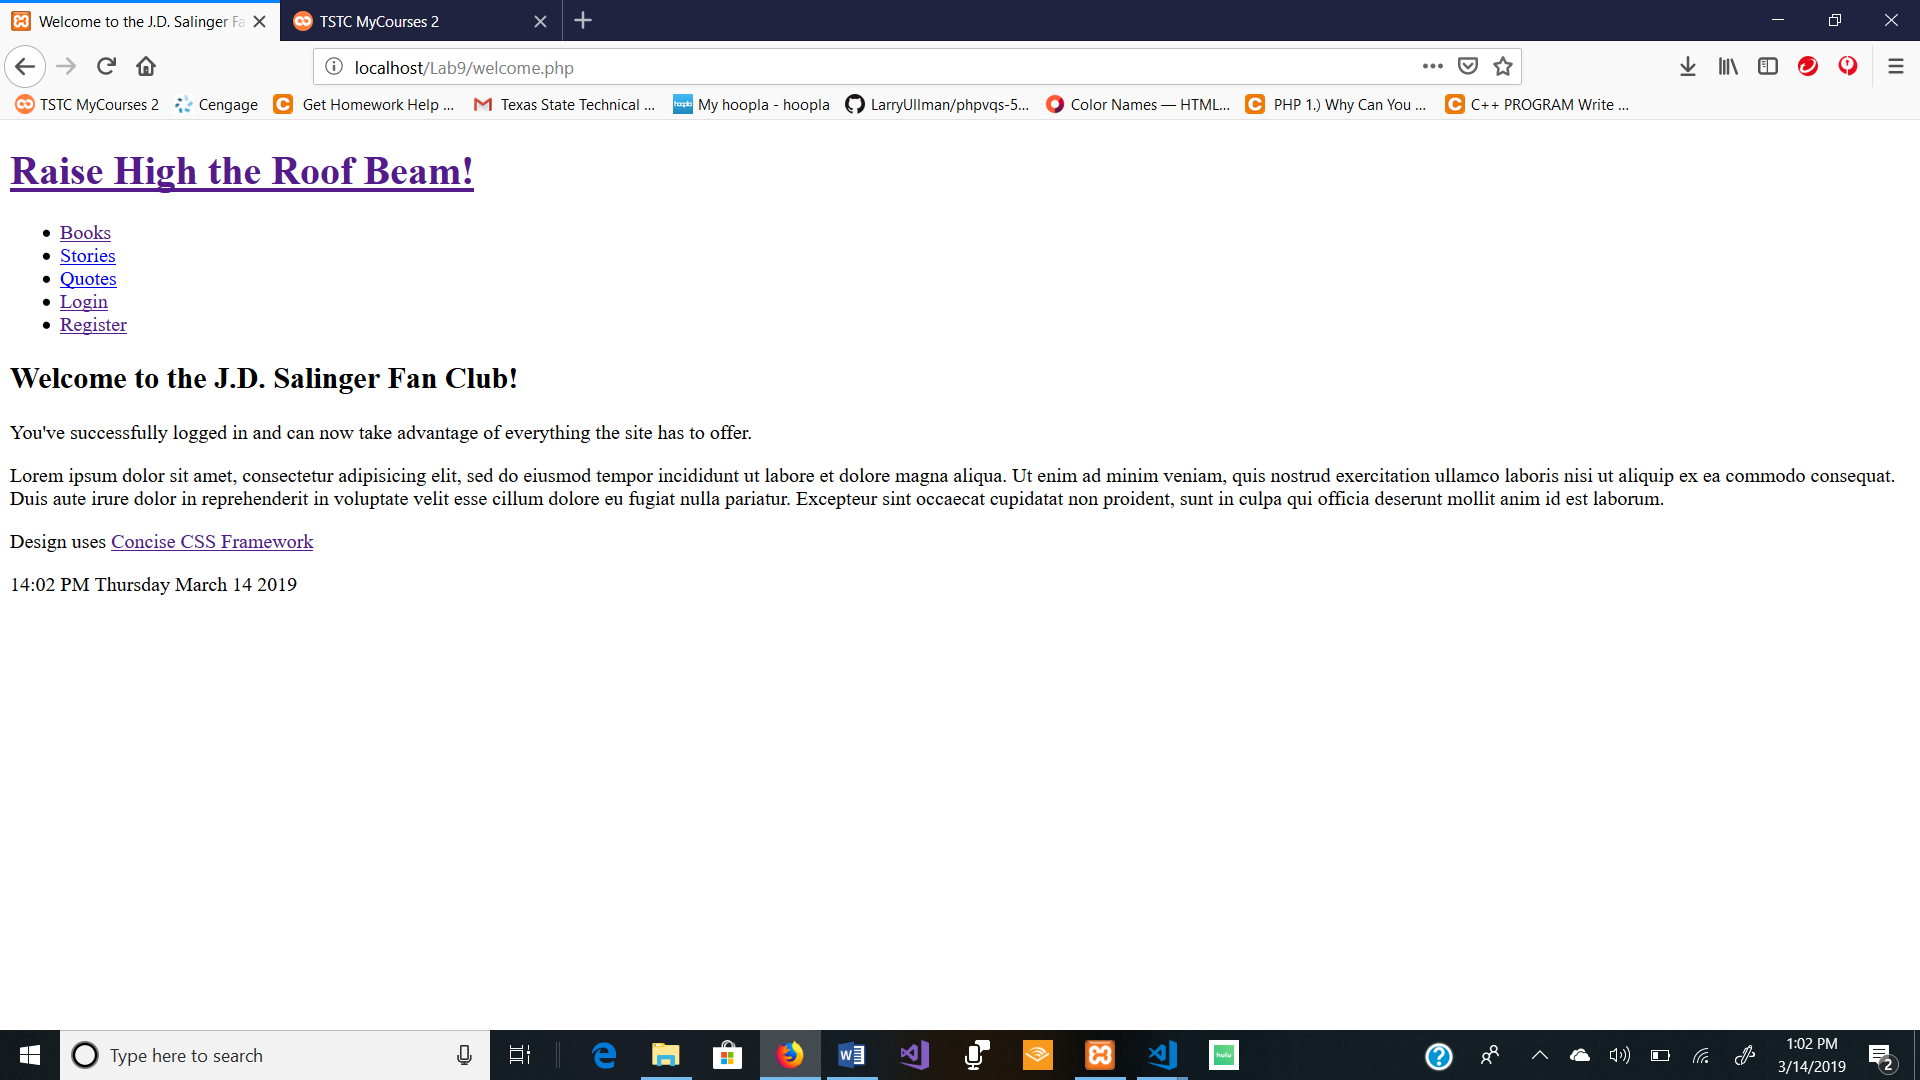 Welcome to the J.D. Salinger Fa
TSTC MyCourses 2
localhost/Lab9/welcome.php
TSTC MyCourses 2 Cengage Get Homework Help ... Texas State Technical ... My hoopla - hoopla LarryUllman/phpvqs-5... Color Names — HTML... PHP 1.) Why Can You ... C++ PROGRAM Write ...
Raise High the Roof Beam!
Books
Stories
Quotes
Login
Register
Welcome to the J.D. Salinger Fan Club!
You've successfully logged in and can now take advantage of everything the site has to offer.
Lorem ipsum dolor sit amet, consectetur adipisicing elit, sed do eiusmod tempor incididunt ut labore et dolore magna aliqua. Ut enim ad minim veniam, quis nostrud exercitation ullamco laboris nisi ut aliquip ex ea commodo consequat.
Duis aute irure dolor in reprehenderit in voluptate velit esse cillum dolore eu fugiat nulla pariatur. Excepteur sint occaecat cupidatat non proident, sunt in culpa qui officia deserunt mollit anim id est laborum.
Design uses Concise CSS Framework
14:02 PM Thursday March 14 2019
Type here to search
hulu
1:02 PM
3/14/2019
2